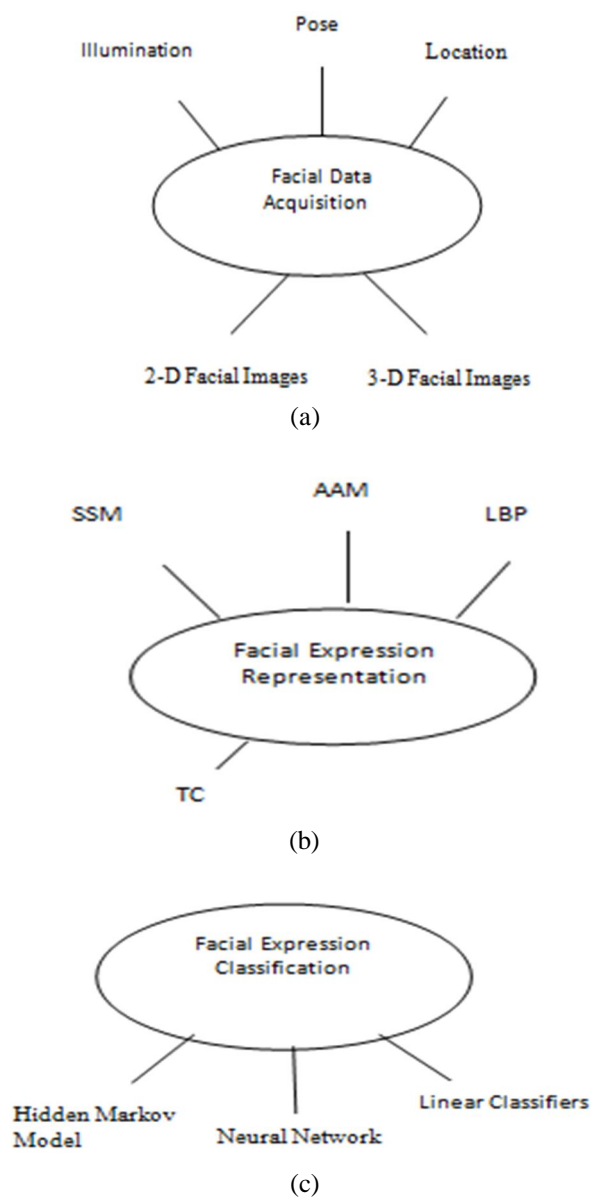 Pose
Illumination
Location
Facial Data
Acquisition
2-D Facial Images
3-D Facial Images
(a)
AAM
SSM
LBP
Facial Expression
Representation
TC
(b)
Facial Expression
Classification
Hidden Markov
Model
Neural Network
Linear Classifiers
(c)